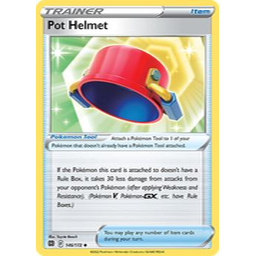 TRAINER Item
Pot Helmet
Pokémon Tool Attach a Pokémon Tool to 1 of your
Pokémon that doesn't already have a Pokémon Tool attached.
If the Pokémon this card is attached to doesn't have a
Rule Box, it takes 30 less damage from attacks
from your opponent's Pokémon (after applying Weakness and
Resistance). (Pokémon V, Pokémon-GX, etc. have Rule
Boxes.)
You may play any number of Item cards
during your turn.
146/172